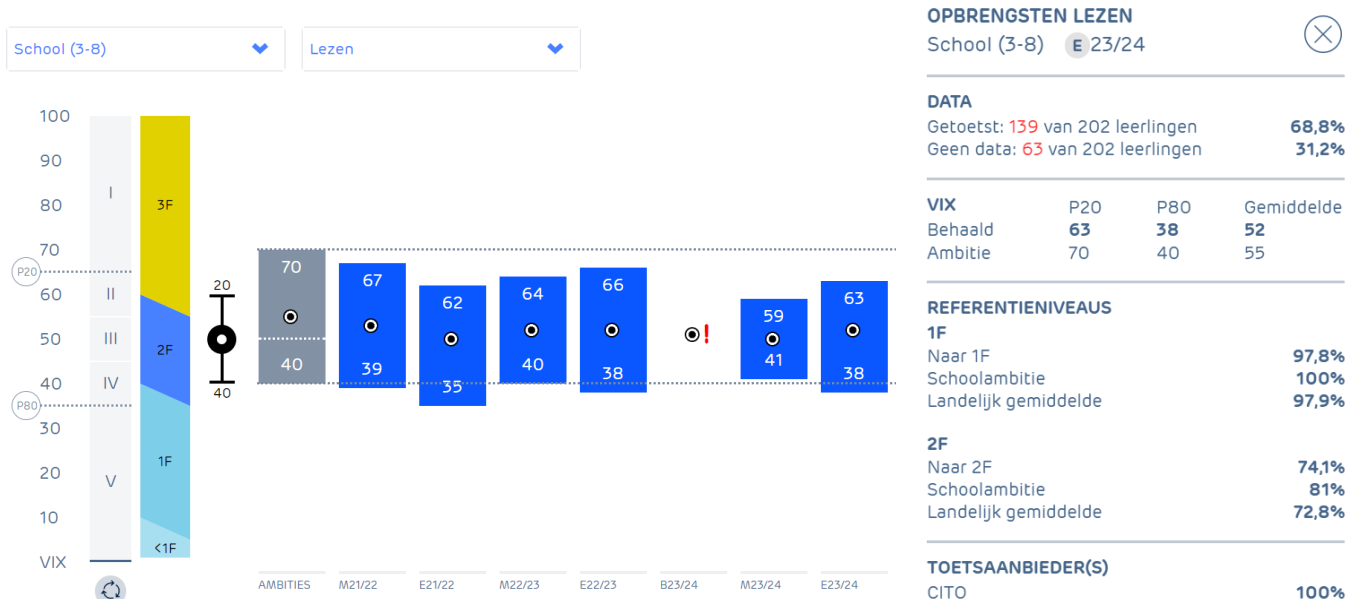 School (3-8)
Lezen
100
90
80
70
60
50
40
30
20
10
VIX
P20
P80
I
II
III
IV
V
3F
2F
1F
<1F
20
40
70
40
67
39
62
35
64
40
66
38
!
59
41
63
38
AMBITIES M21/22 E21/22 M22/23 E22/23 B23/24 M23/24 E23/24
OPBRENGSTEN LEZEN
School (3-8) E 23/24
DATA
Getoetst: 139 van 202 leerlingen 68,8%
Geen data: 63 van 202 leerlingen 31,2%
VIX P20 P80 Gemiddelde
Behaald 63 38 52
Ambitie 70 40 55
REFERENTIENIVEAUS
1F
Naar 1F 97,8%
Schoolambitie 100%
Landelijk gemiddelde 97,9%
2F
Naar 2F 74,1%
Schoolambitie 81%
Landelijk gemiddelde 72,8%
TOETSAANBIEDER(S)
CITO 100%